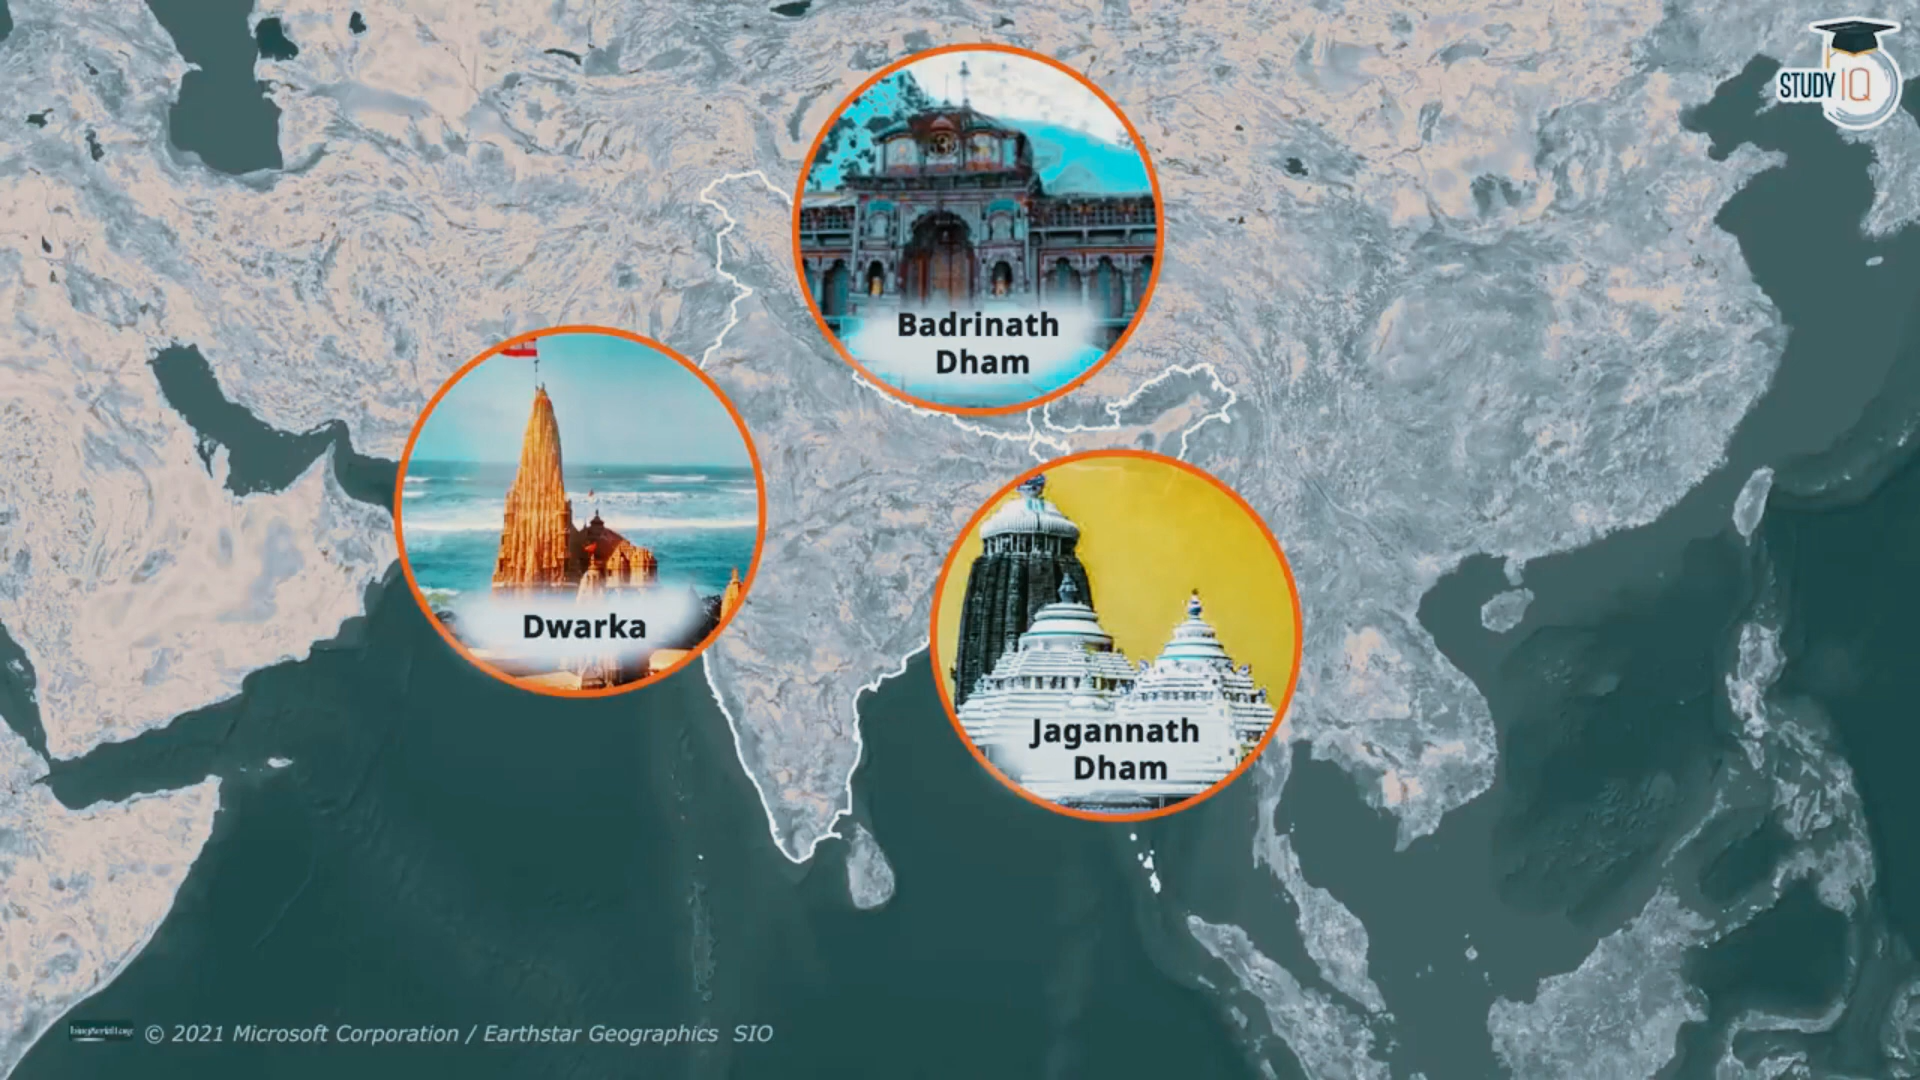 STUDY IQ
Badrinath
Dham
Dwarka
Jagannath
Dham
© 2021 Microsoft Corporation / Earthstar Geographics SIO